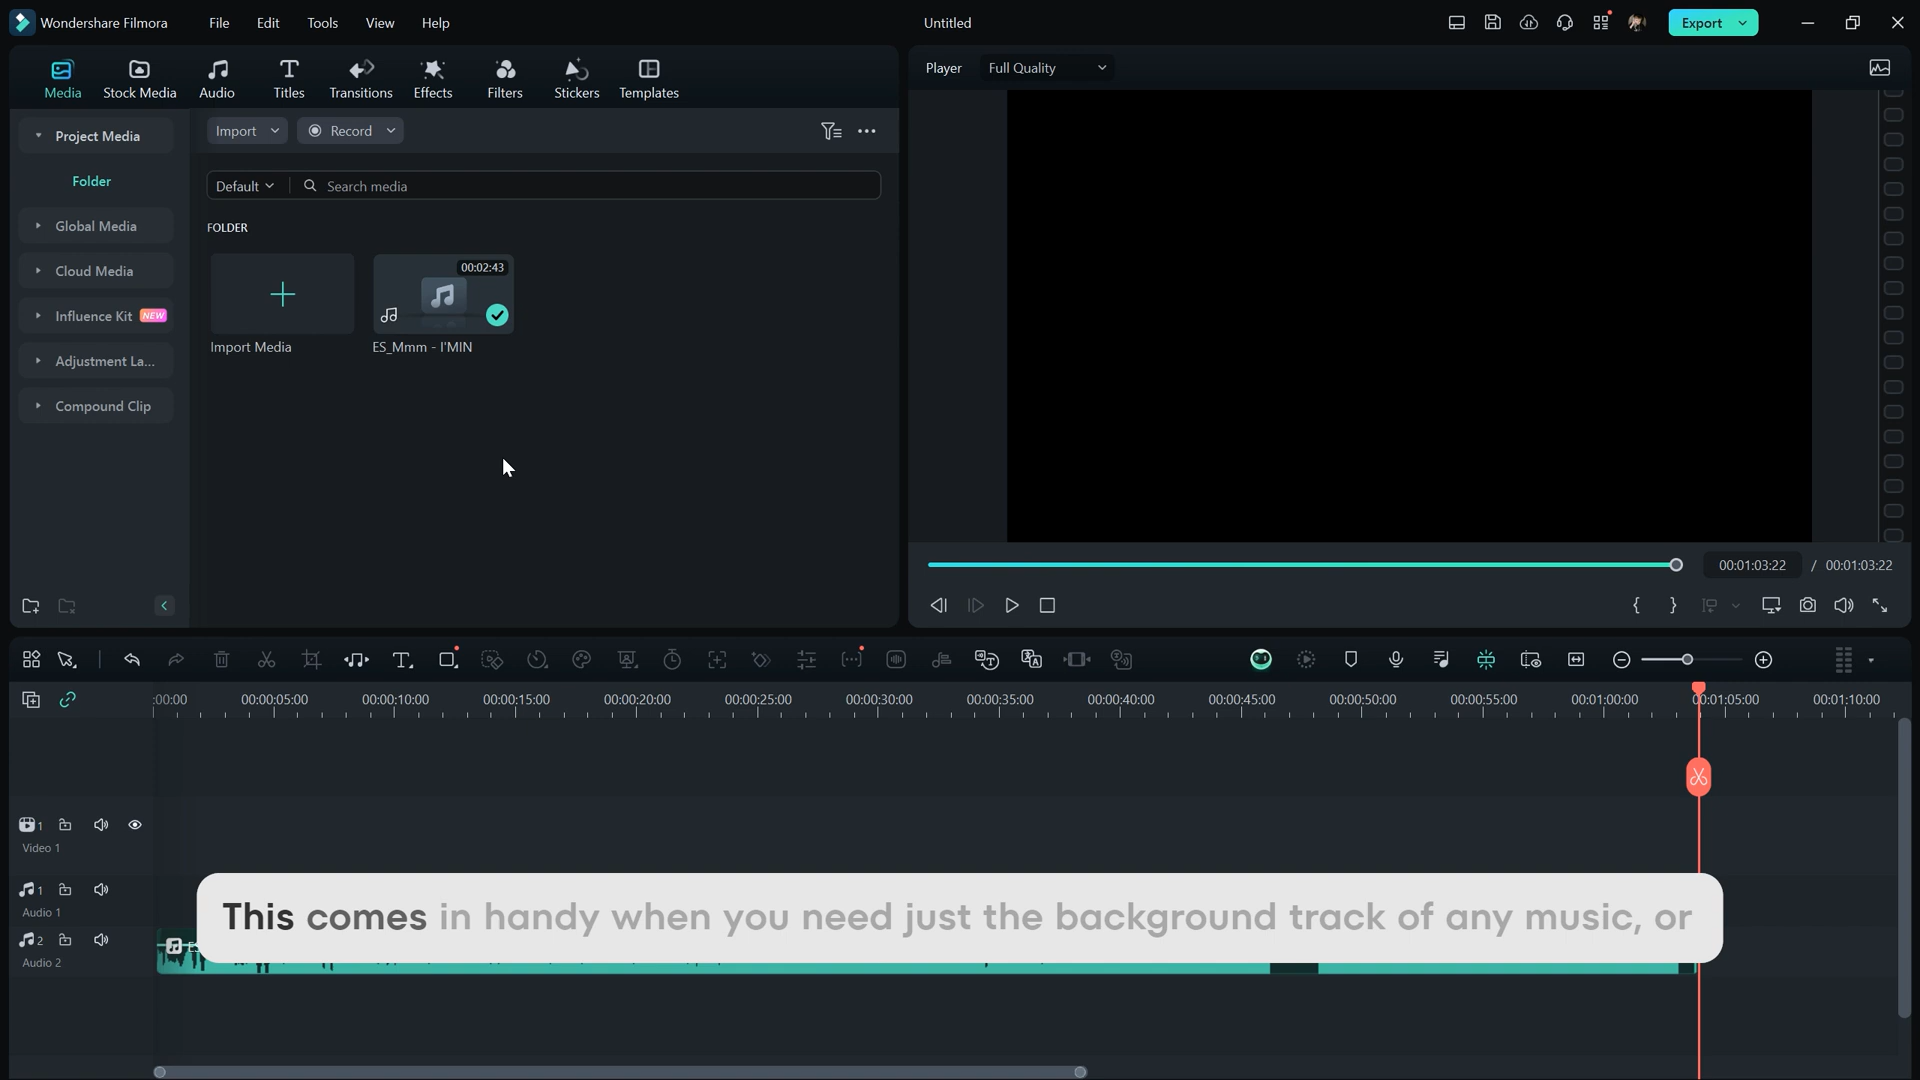 Wondershare Filmora
File
Edit
Tools
View
Help
Untitled
Export
Media
Stock Media
Audio
Titles
Transitions
Effects
Filters
Stickers
Templates
Player
Full Quality
Project Media
Folder
Global Media
Cloud Media
Influence Kit NEW
Adjustment La...
Compound Clip
Import
Record
Default
Search media
FOLDER
00:02:43
Import Media
ES_Mmm - I'MIN
00:01:03:22 / 00:01:03:22
:00:00 00:00:05:00 00:00:10:00 00:00:15:00 00:00:20:00 00:00:25:00 00:00:30:00 00:00:35:00 00:00:40:00 00:00:45:00 00:00:50:00 00:00:55:00 00:01:00:00 00:01:05:00 00:01:10:00
1
Video 1
1
Audio 1
This comes in handy when you need just the background track of any music, or
2
ES
Audio 2